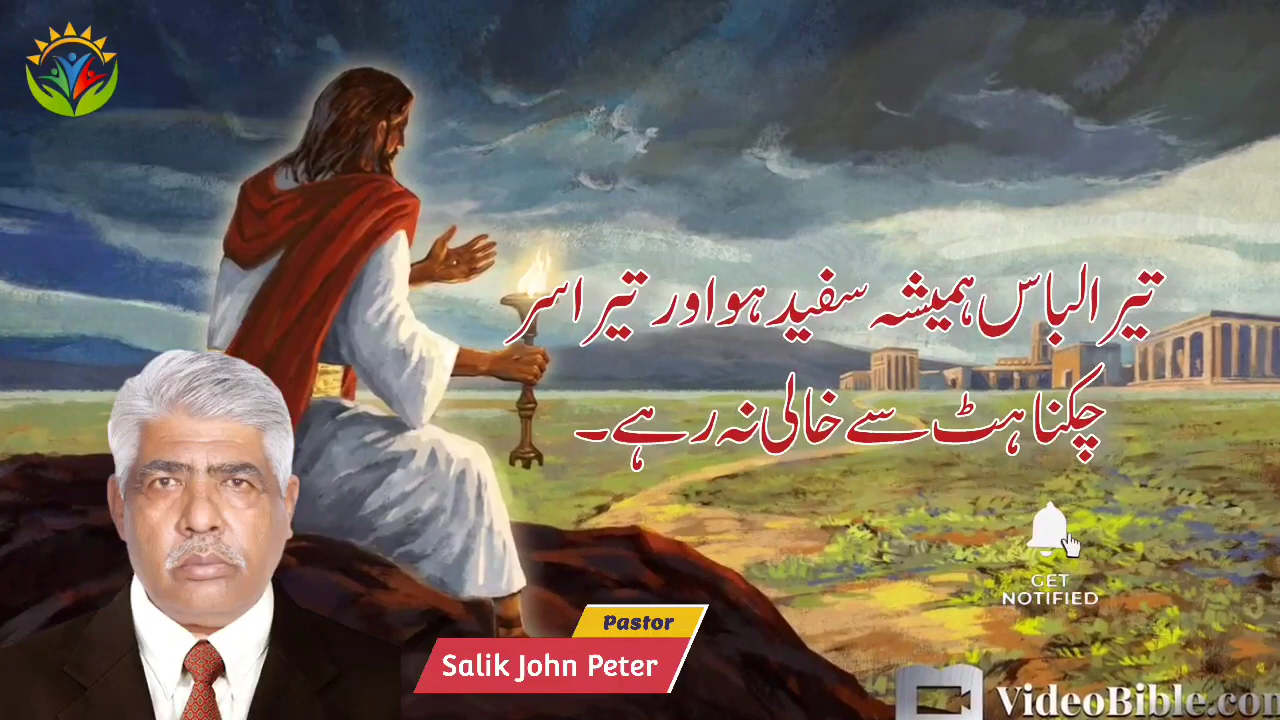 تیرا لباس ہمیشہ سفید ہو اور تیرا سر
چکناہٹ سے خالی نہ رہے۔
GET
NOTIFIED
Pastor
Salik John Peter
VideoBible.com